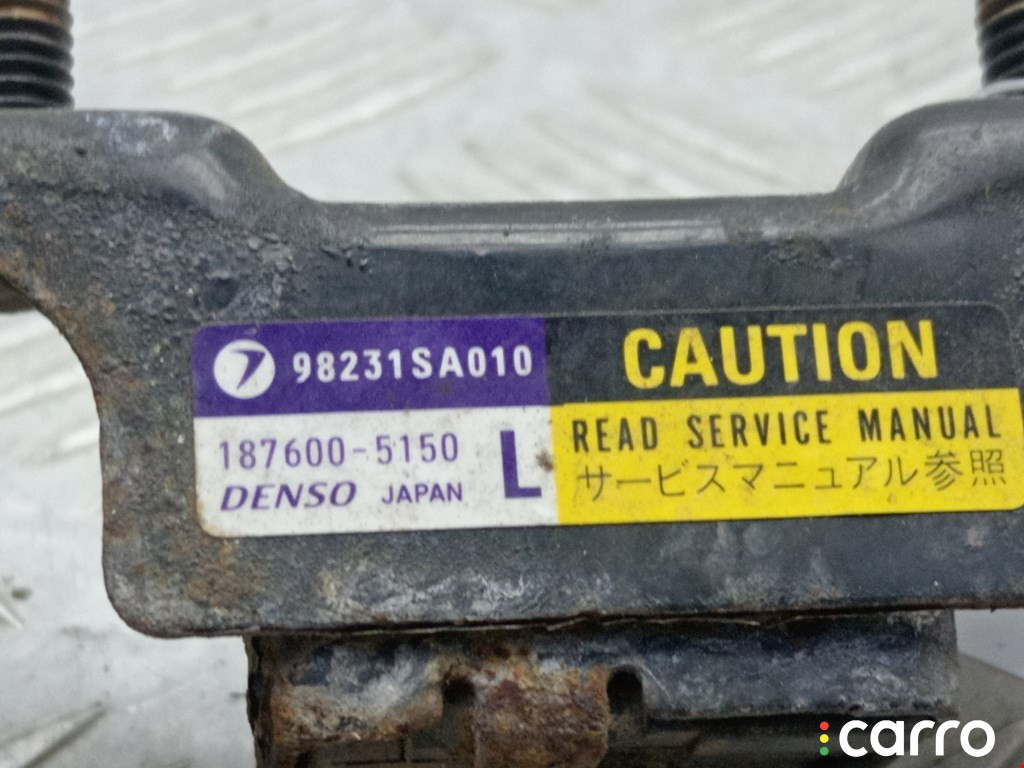 98231SA010
187600-5150
DENSO JAPAN
L
CAUTION
READ SERVICE MANUAL
サービスマニュアル参照
carro